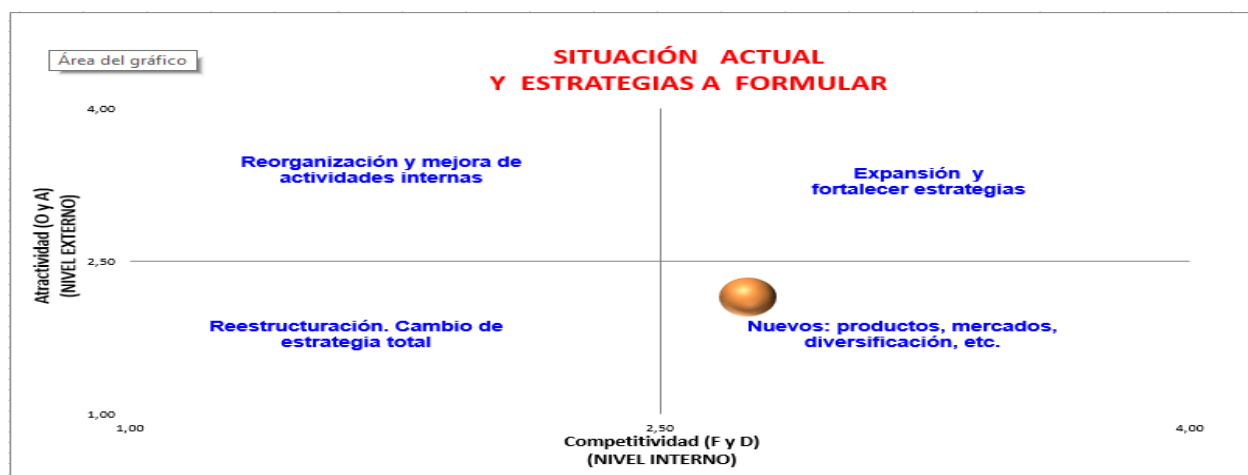 SITUACIÓN ACTUAL
Y ESTRATEGIAS A FORMULAR
Área del gráfico
4,00
Reorganización y mejora de
actividades internas
Expansión y
fortalecer estrategias
Atractividad (O y A)
(NIVEL EXTERNO)
2,50
Reestructuración. Cambio de
estrategia total
Nuevos: productos, mercados,
diversificación, etc.
1,00
1,00
2,50
4,00
Competitividad (F y D)
(NIVEL INTERNO)